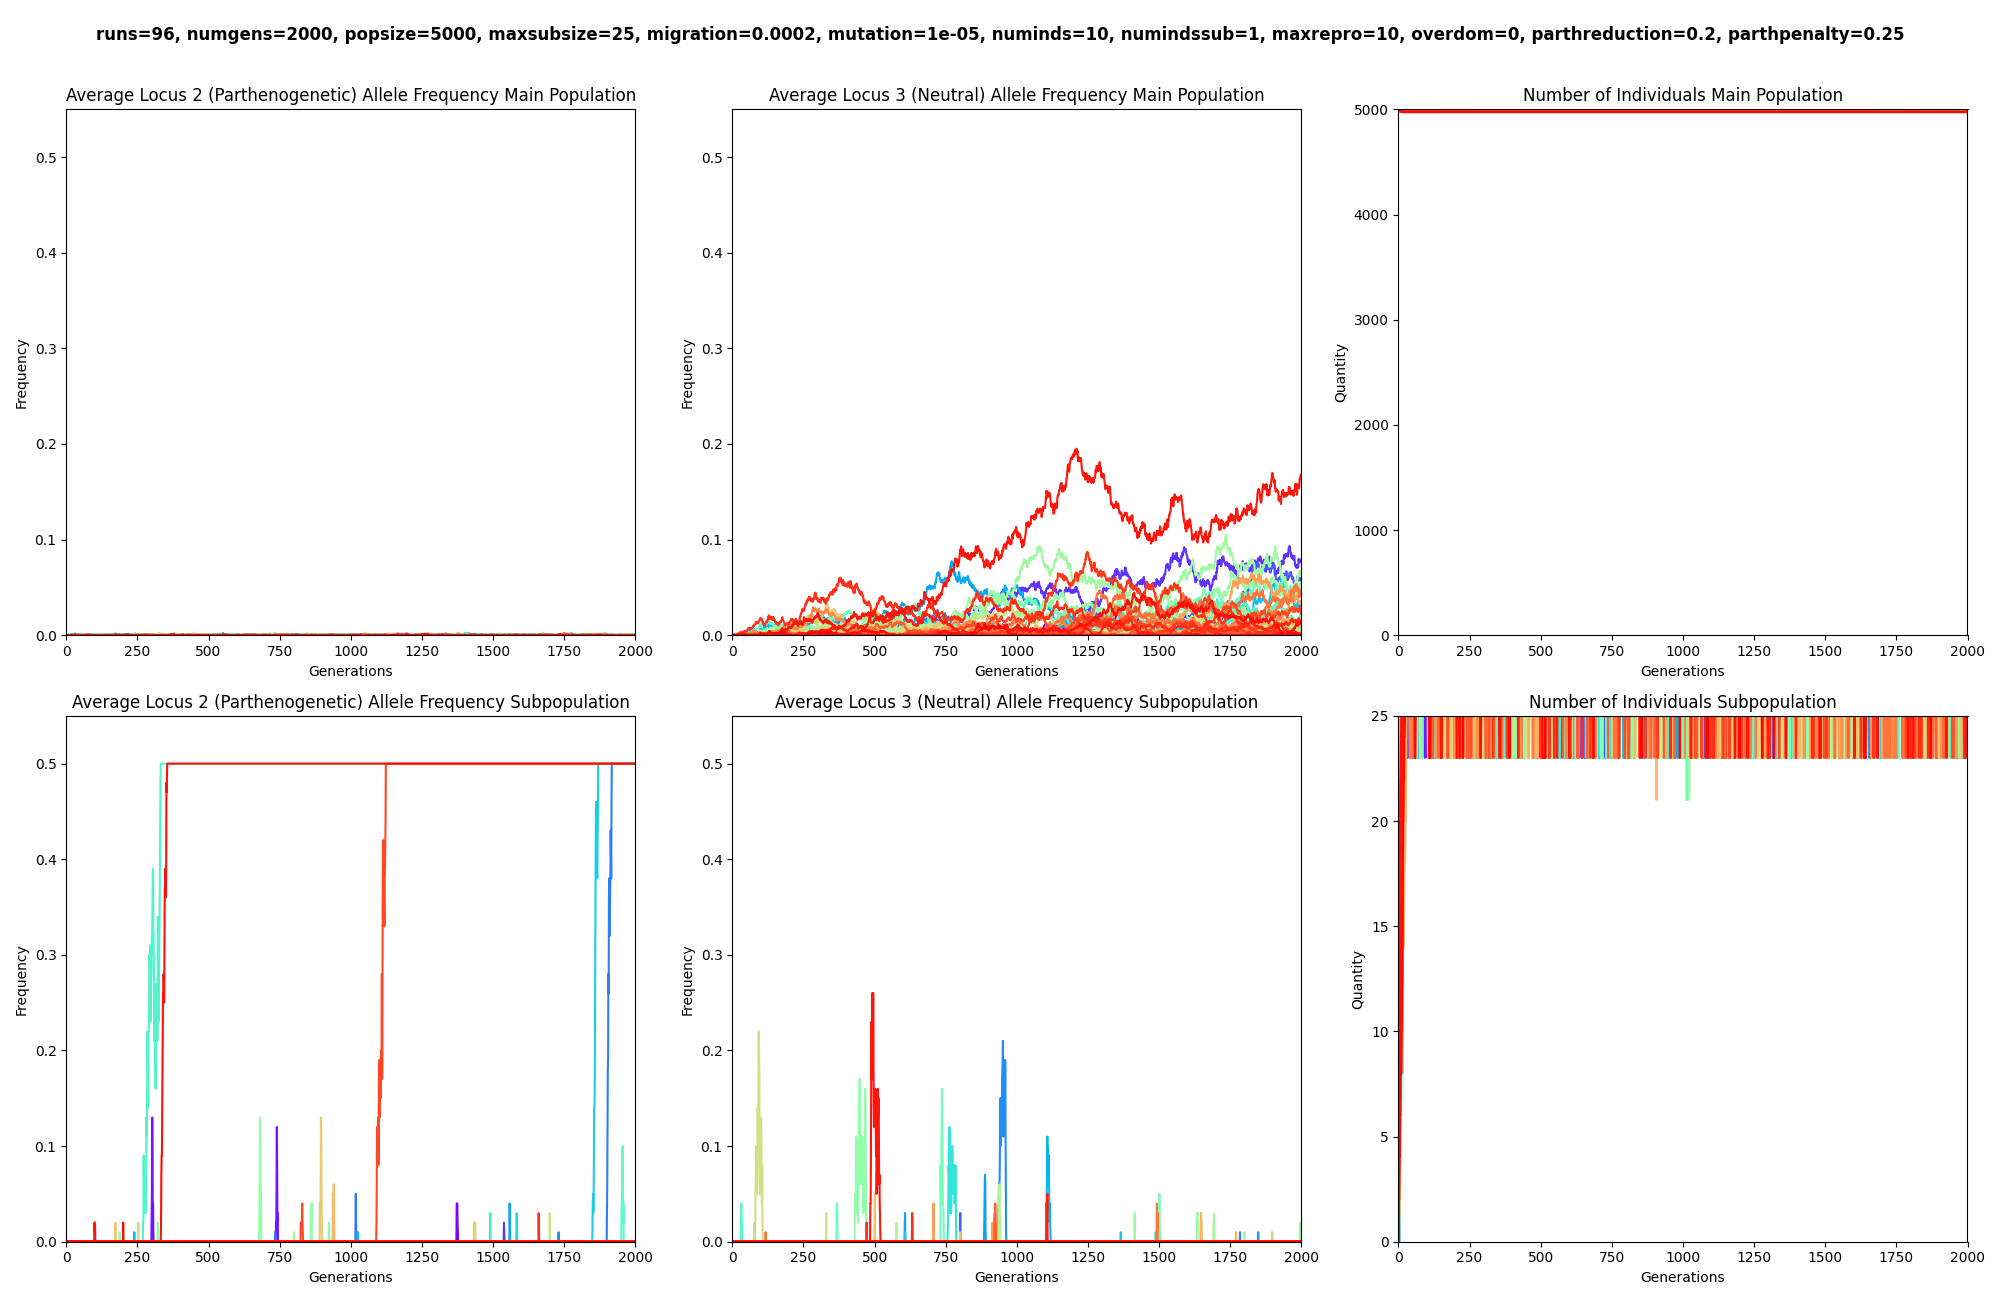 runs=96, numgens=2000, popsize=5000, maxsubsize=25, migration=0.0002, mutation=1e-05, numinds=10, numindssub=1, maxrepro=10, overdom=0, parthreduction=0.2, parthpenalty=0.25
Average Locus 2 (Parthenogenetic) Allele Frequency Main Population
0.5
0.4
0.3
0.2
0.1
0.0
Frequency
0 250 500 750 1000 1250 1500 1750 2000
Generations
Average Locus 3 (Neutral) Allele Frequency Main Population
0.5
0.4
0.3
0.2
0.1
0.0
Frequency
0 250 500 750 1000 1250 1500 1750 2000
Generations
Number of Individuals Main Population
5000
4000
3000
2000
1000
0
Quantity
0 250 500 750 1000 1250 1500 1750 2000
Generations
Average Locus 2 (Parthenogenetic) Allele Frequency Subpopulation
0.5
0.4
0.3
0.2
0.1
0.0
Frequency
0 250 500 750 1000 1250 1500 1750 2000
Generations
Average Locus 3 (Neutral) Allele Frequency Subpopulation
0.5
0.4
0.3
0.2
0.1
0.0
Frequency
0 250 500 750 1000 1250 1500 1750 2000
Generations
Number of Individuals Subpopulation
25
20
15
10
5
0
Quantity
0 250 500 750 1000 1250 1500 1750 2000
Generations